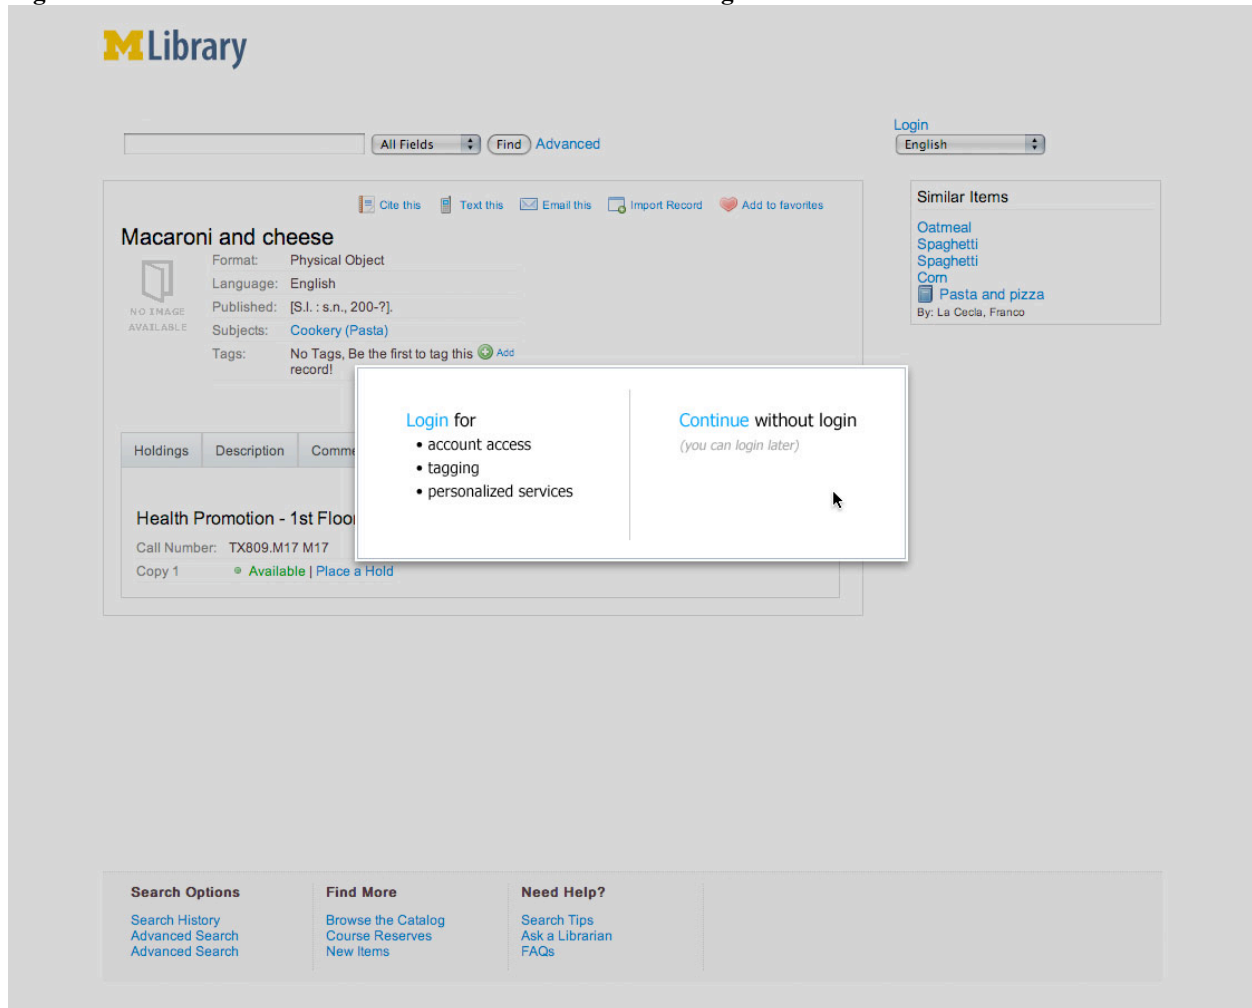 MLibrary
Login
All Fields Find Advanced English
Cite this Text this Email this Import Record Add to favorites
Macaroni and cheese
NO IMAGE
AVAILABLE
Format: Physical Object
Language: English
Published: [S.l. : s.n., 200-?].
Subjects: Cookery (Pasta)
Tags: No Tags, Be the first to tag this Add
record!
Similar Items
Oatmeal
Spaghetti
Spaghetti
Corn
Pasta and pizza
By: La Cecla, Franco
Login for
• account access
• tagging
• personalized services
Continue without login
(you can login later)
Holdings Description Comme
Health Promotion - 1st Floo
Call Number: TX809.M17 M17
Copy 1 Available | Place a Hold
Search Options
Search History
Advanced Search
Advanced Search
Find More
Browse the Catalog
Course Reserves
New Items
Need Help?
Search Tips
Ask a Librarian
FAQs